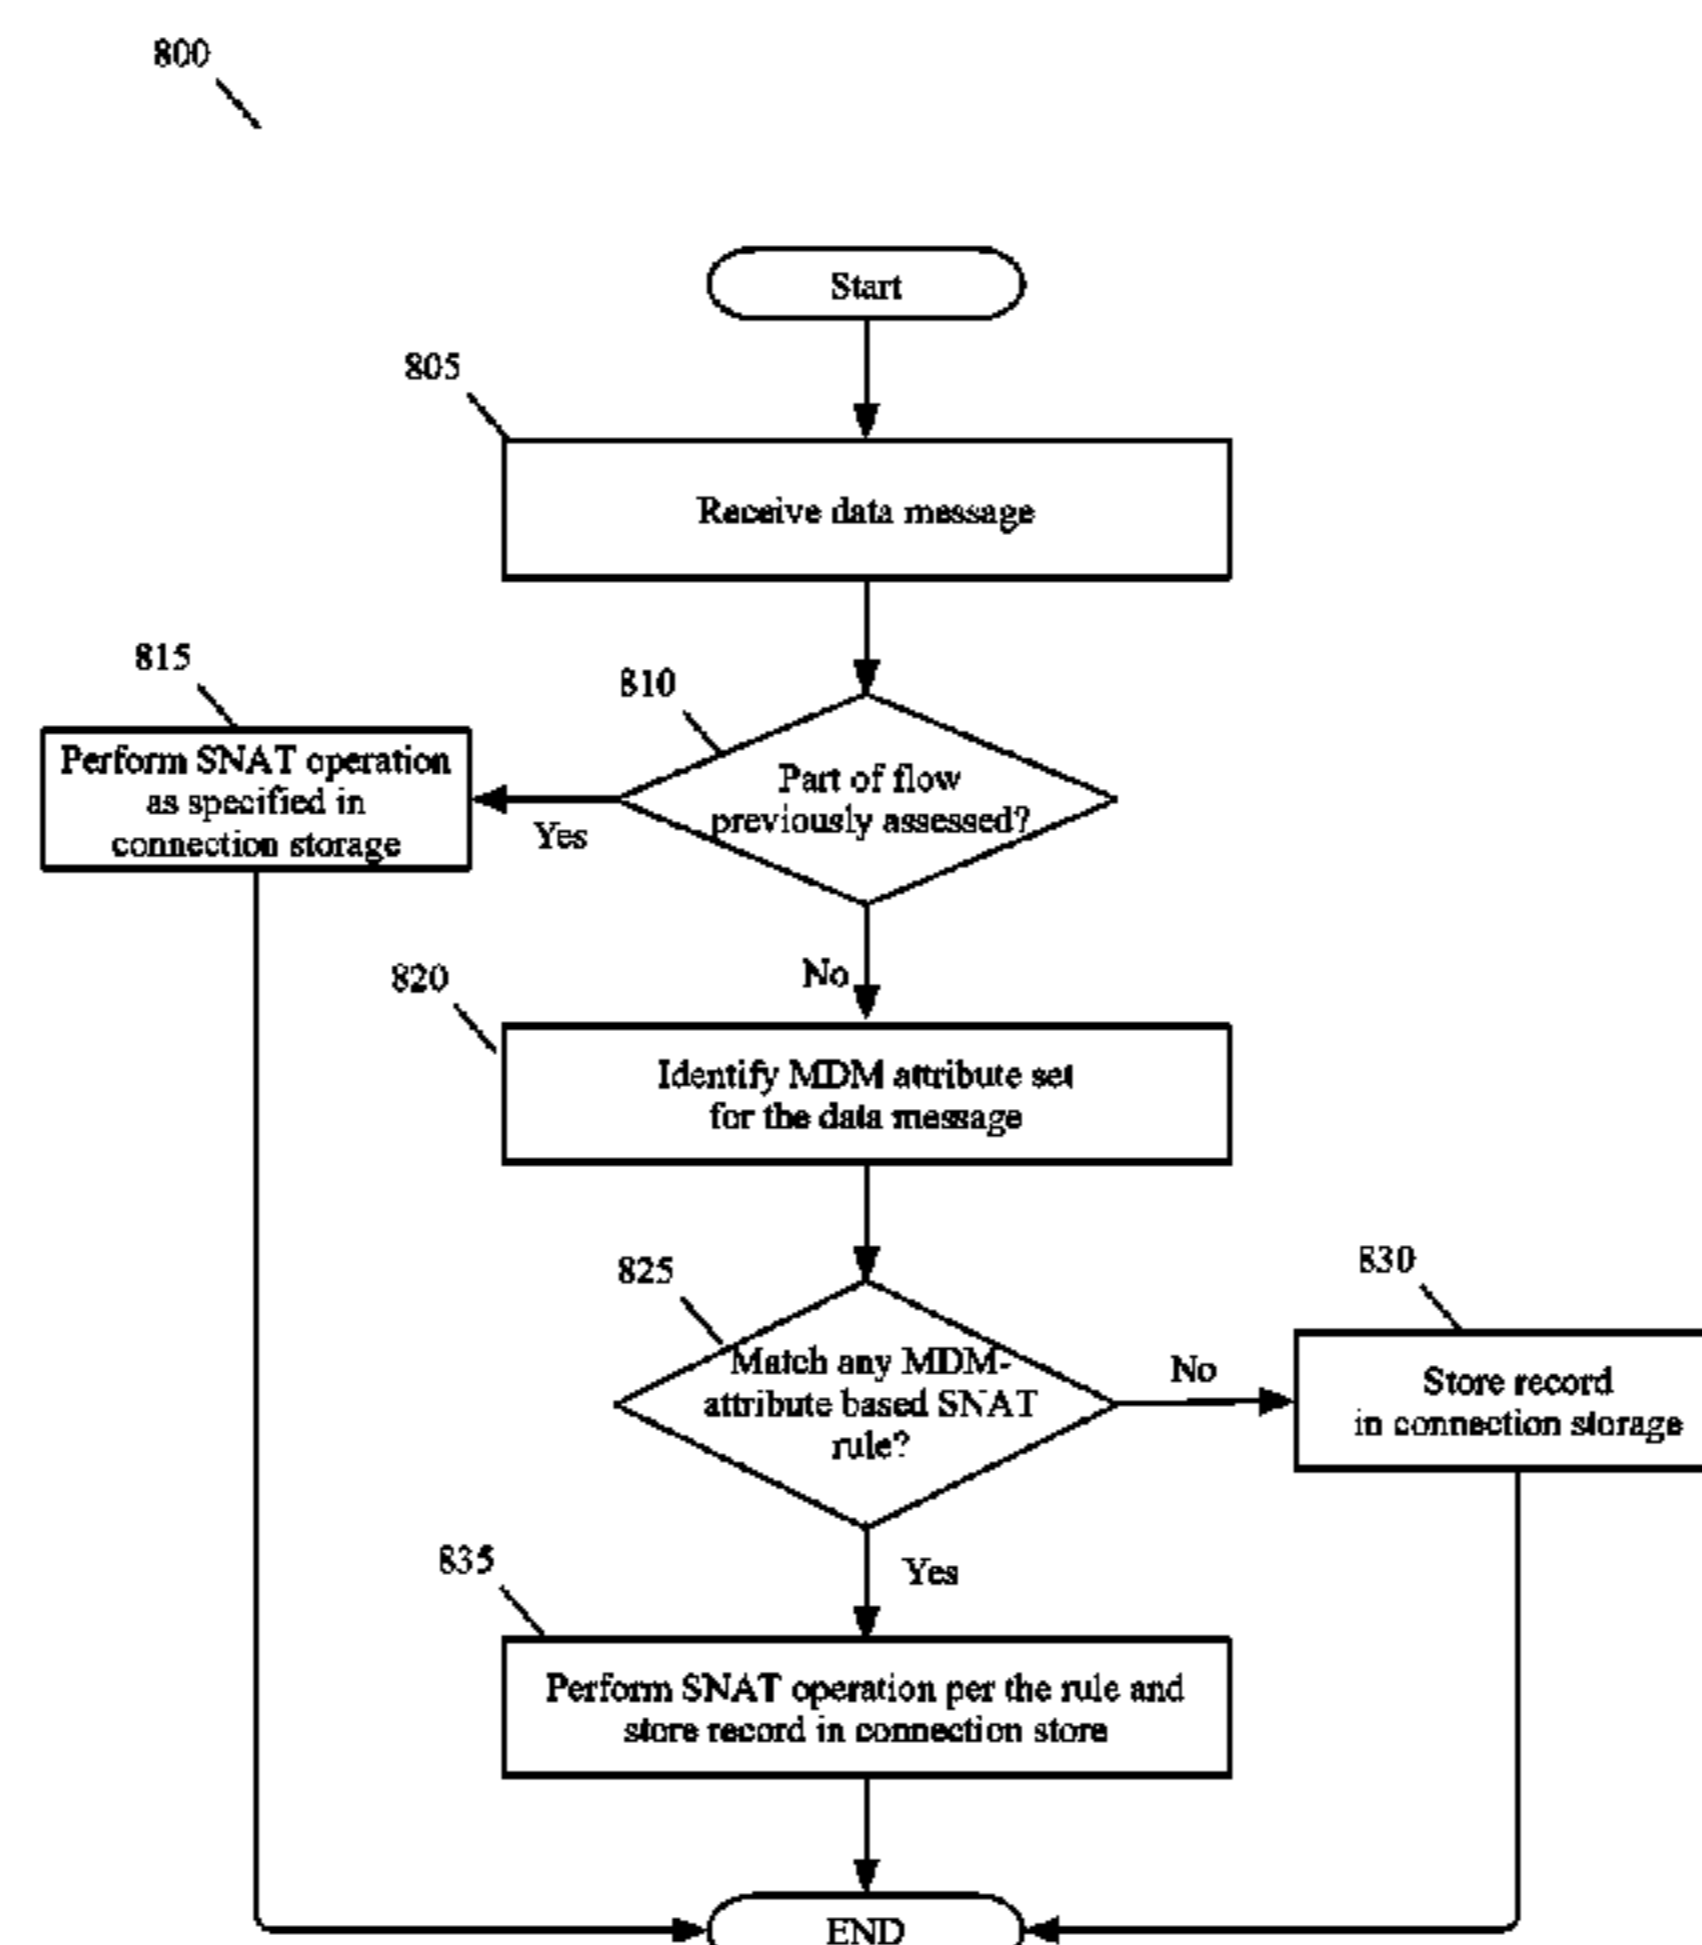 800
Start
805
Receive data message
815
810
Perform SNAT operation
as specified in
connection storage
Part of flow
previously assessed?
Yes
No
820
Identify MDM attribute set
for the data message
825
830
Match any MDM-
attribute based SNAT
rule?
No
Store record
in connection storage
835
Yes
Perform SNAT operation per the rule and
store record in connection store
END